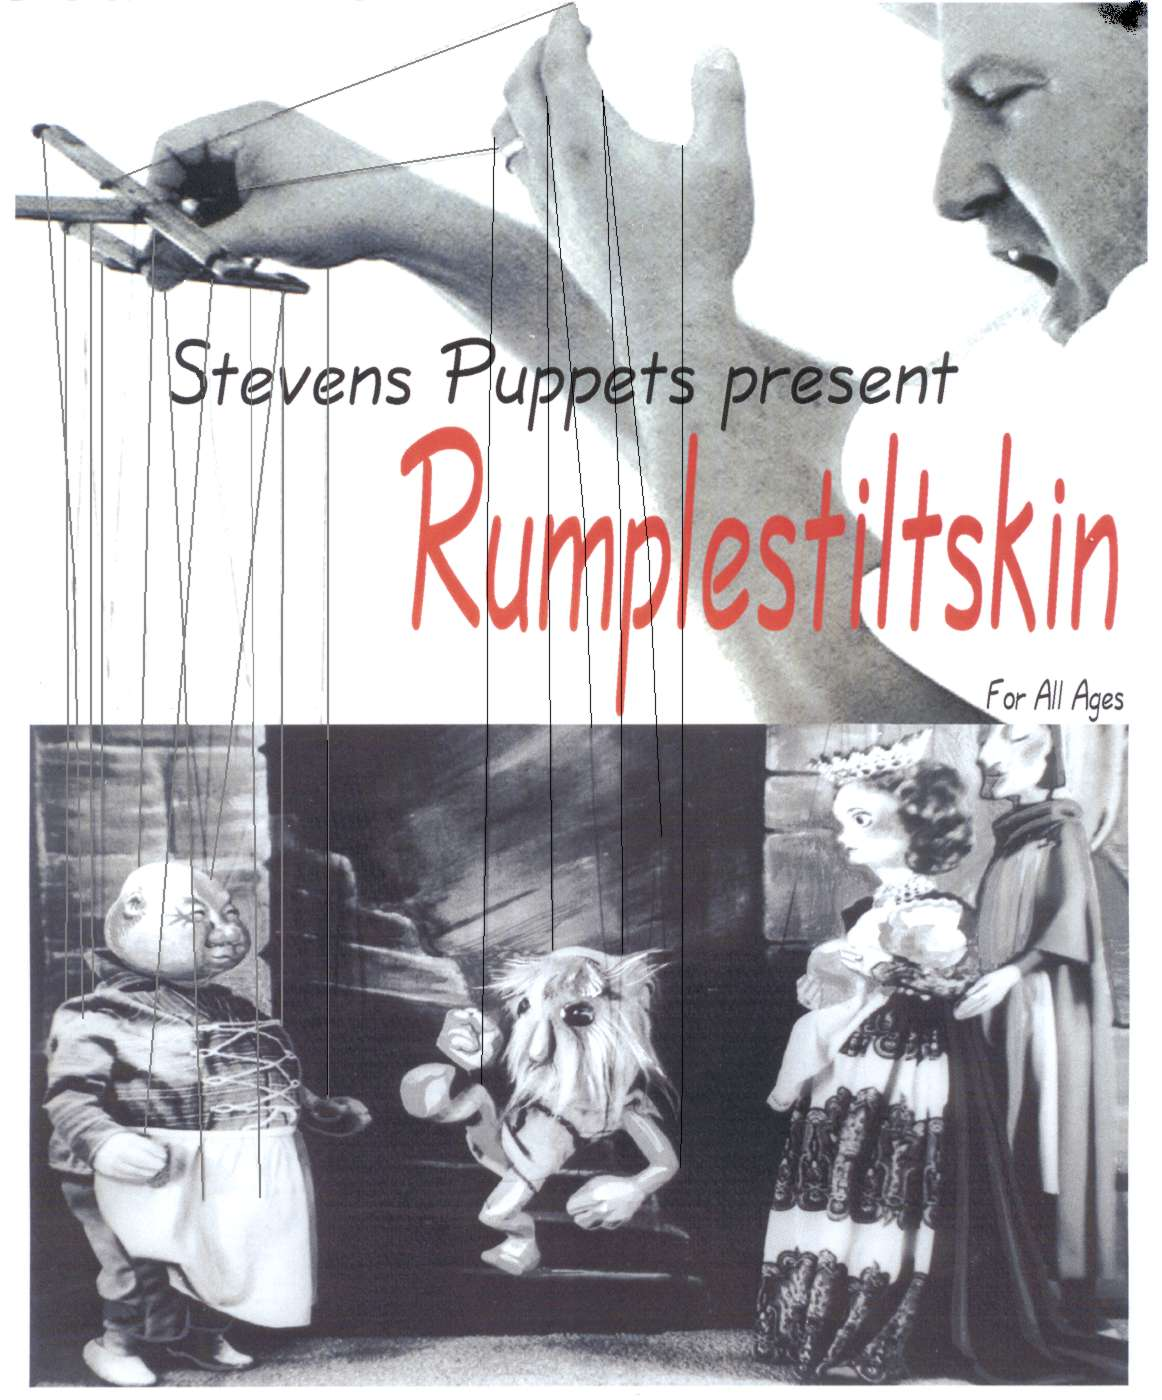 Stevens Puppets present
Rumplestiltskin
For All Ages